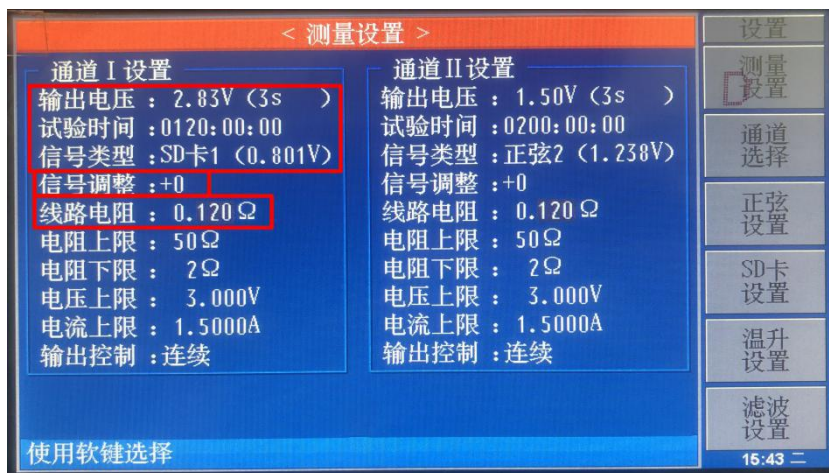 < 测量设置 >
通道 I 设置
输出电压 : 2.83V (3s )
试验时间 :0120:00:00
信号类型 :SD卡1 (0.801V)
信号调整 :+0
线路电阻 : 0.120Ω
电阻上限 : 50Ω
电阻下限 : 2Ω
电压上限 : 3.000V
电流上限 : 1.5000A
输出控制 :连续
通道II设置
输出电压 : 1.50V (3s )
试验时间 :0200:00:00
信号类型 :正弦2 (1.238V)
信号调整 :+0
线路电阻 : 0.120 Ω
电阻上限 : 50Ω
电阻下限 : 2Ω
电压上限 : 3.000V
电流上限 : 1.5000A
输出控制 :连续
设置
测量
设置
通道
选择
正弦
设置
SD卡
设置
温升
设置
滤波
设置
使用软键选择
15:43 二